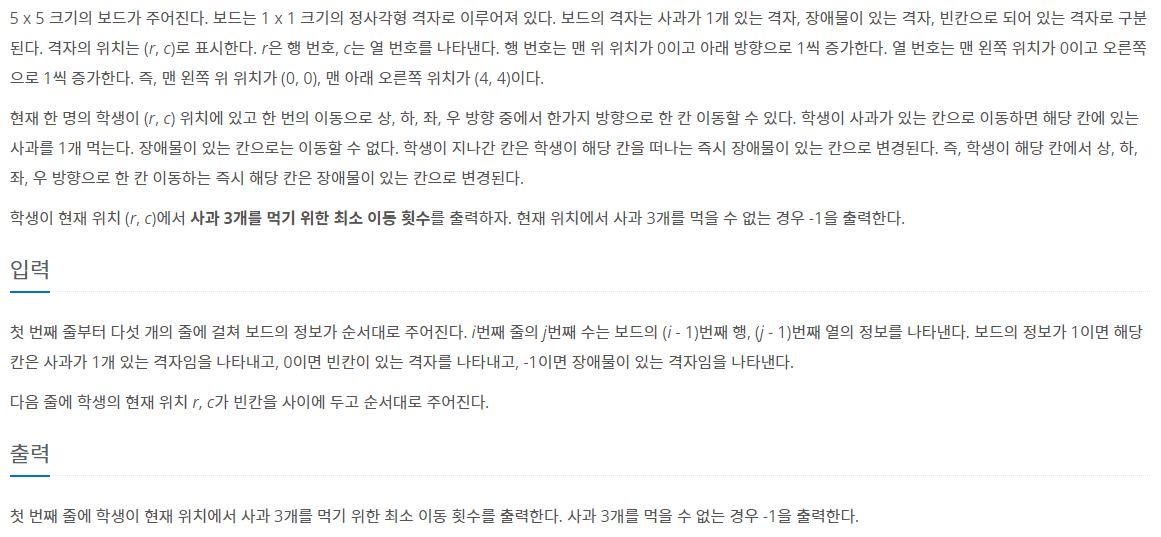 5 x 5 크기의 보드가 주어진다. 보드는 1 x 1 크기의 정사각형 격자로 이루어져 있다. 보드의 격자는 사과가 1개 있는 격자, 장애물이 있는 격자, 빈칸으로 되어 있는 격자로 구분
된다. 격자의 위치는 (r, c)로 표시한다. r은 행 번호, c는 열 번호를 나타낸다. 행 번호는 맨 위 위치가 0이고 아래 방향으로 1씩 증가한다. 열 번호는 맨 왼쪽 위치가 0이고 오른쪽
으로 1씩 증가한다. 즉, 맨 왼쪽 위 위치가 (0, 0), 맨 아래 오른쪽 위치가 (4, 4)이다.
현재 한 명의 학생이 (r, c) 위치에 있고 한 번의 이동으로 상, 하, 좌, 우 방향 중에서 한가지 방향으로 한 칸 이동할 수 있다. 학생이 사과가 있는 칸으로 이동하면 해당 칸에 있는
사과를 1개 먹는다. 장애물이 있는 칸으로는 이동할 수 없다. 학생이 지나간 칸은 학생이 해당 칸을 떠나는 즉시 장애물이 있는 칸으로 변경된다. 즉, 학생이 해당 칸에서 상, 하,
좌, 우 방향으로 한 칸 이동하는 즉시 해당 칸은 장애물이 있는 칸으로 변경된다.
학생이 현재 위치 (r, c)에서 사과 3개를 먹기 위한 최소 이동 횟수를 출력하자. 현재 위치에서 사과 3개를 먹을 수 없는 경우 -1을 출력한다.
입력
첫 번째 줄부터 다섯 개의 줄에 걸쳐 보드의 정보가 순서대로 주어진다. i번째 줄의 j번째 수는 보드의 (i - 1)번째 행, (j - 1)번째 열의 정보를 나타낸다. 보드의 정보가 1이면 해당
칸은 사과가 1개 있는 격자임을 나타내고, 0이면 빈칸이 있는 격자를 나타내고, -1이면 장애물이 있는 격자임을 나타낸다.
다음 줄에 학생의 현재 위치 r, c가 빈칸을 사이에 두고 순서대로 주어진다.
출력
첫 번째 줄에 학생이 현재 위치에서 사과 3개를 먹기 위한 최소 이동 횟수를 출력한다. 사과 3개를 먹을 수 없는 경우 -1을 출력한다.